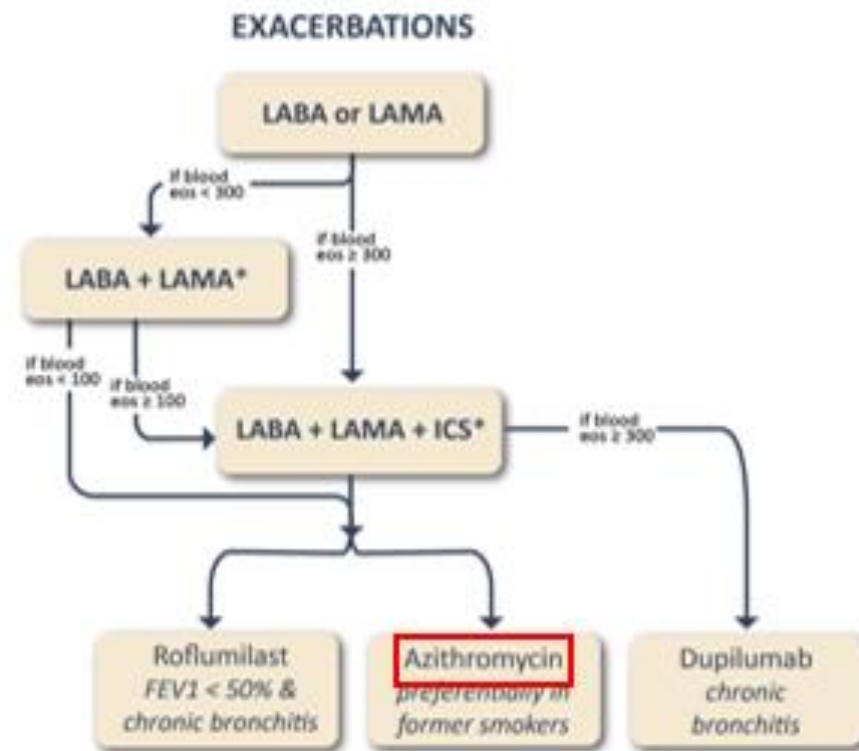 EXACERBATIONS
LABA or LAMA
if blood
eos < 300
if blood
eos ≥ 300
LABA + LAMA*
if blood
eos < 100
if blood
eos ≥ 100
LABA + LAMA + ICS*
if blood
eos ≥ 300
Roflumilast
FEV1 < 50% &
chronic bronchitis
Azithromycin
preferentially in
former smokers
Dupilumab
chronic
bronchitis